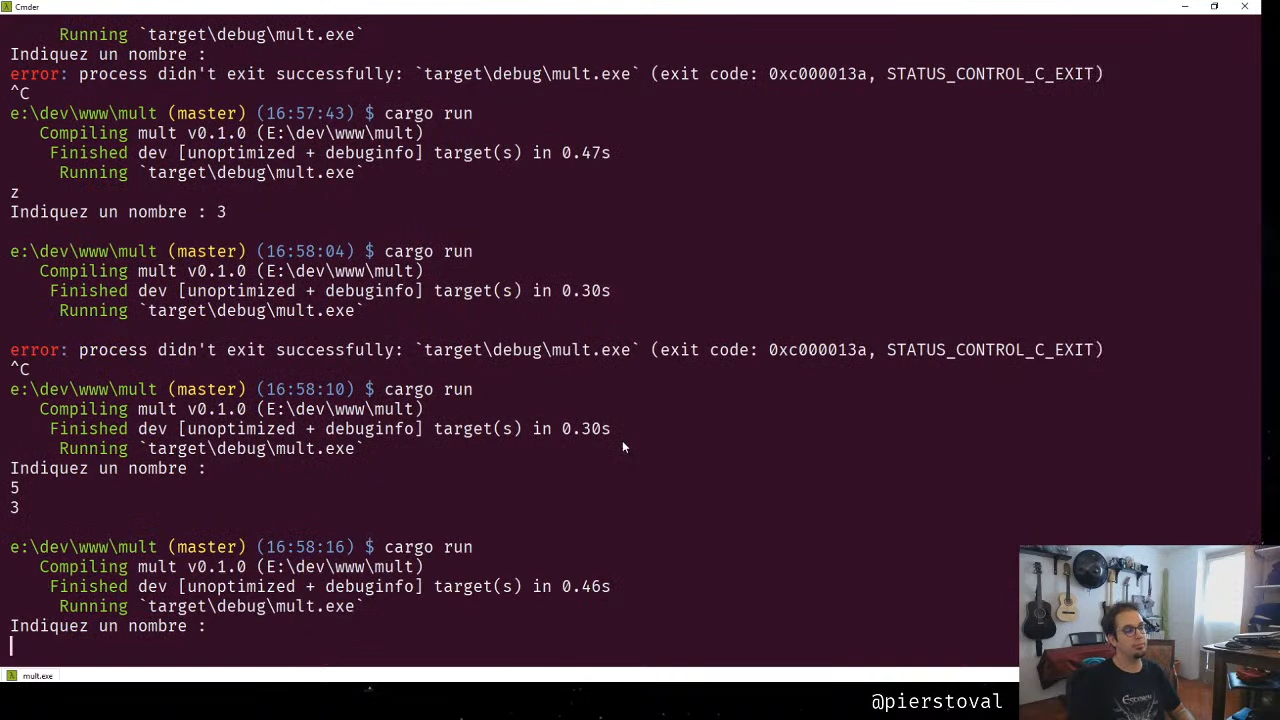 Cmder
Running `target\debug\mult.exe`
Indiquez un nombre :
error: process didn't exit successfully: `target\debug\mult.exe` (exit code: 0xc000013a, STATUS_CONTROL_C_EXIT)
^C
e:\dev\www\mult (master) (16:57:43) $ cargo run
Compiling mult v0.1.0 (E:\dev\www\mult)
Finished dev [unoptimized + debuginfo] target(s) in 0.47s
Running `target\debug\mult.exe`
z
Indiquez un nombre : 3
e:\dev\www\mult (master) (16:58:04) $ cargo run
Compiling mult v0.1.0 (E:\dev\www\mult)
Finished dev [unoptimized + debuginfo] target(s) in 0.30s
Running `target\debug\mult.exe`
error: process didn't exit successfully: `target\debug\mult.exe` (exit code: 0xc000013a, STATUS_CONTROL_C_EXIT)
^C
e:\dev\www\mult (master) (16:58:10) $ cargo run
Compiling mult v0.1.0 (E:\dev\www\mult)
Finished dev [unoptimized + debuginfo] target(s) in 0.30s
Running `target\debug\mult.exe`
Indiquez un nombre :
5
3
e:\dev\www\mult (master) (16:58:16) $ cargo run
Compiling mult v0.1.0 (E:\dev\www\mult)
Finished dev [unoptimized + debuginfo] target(s) in 0.46s
Running `target\debug\mult.exe`
Indiquez un nombre :
mult.exe
@pierstoval